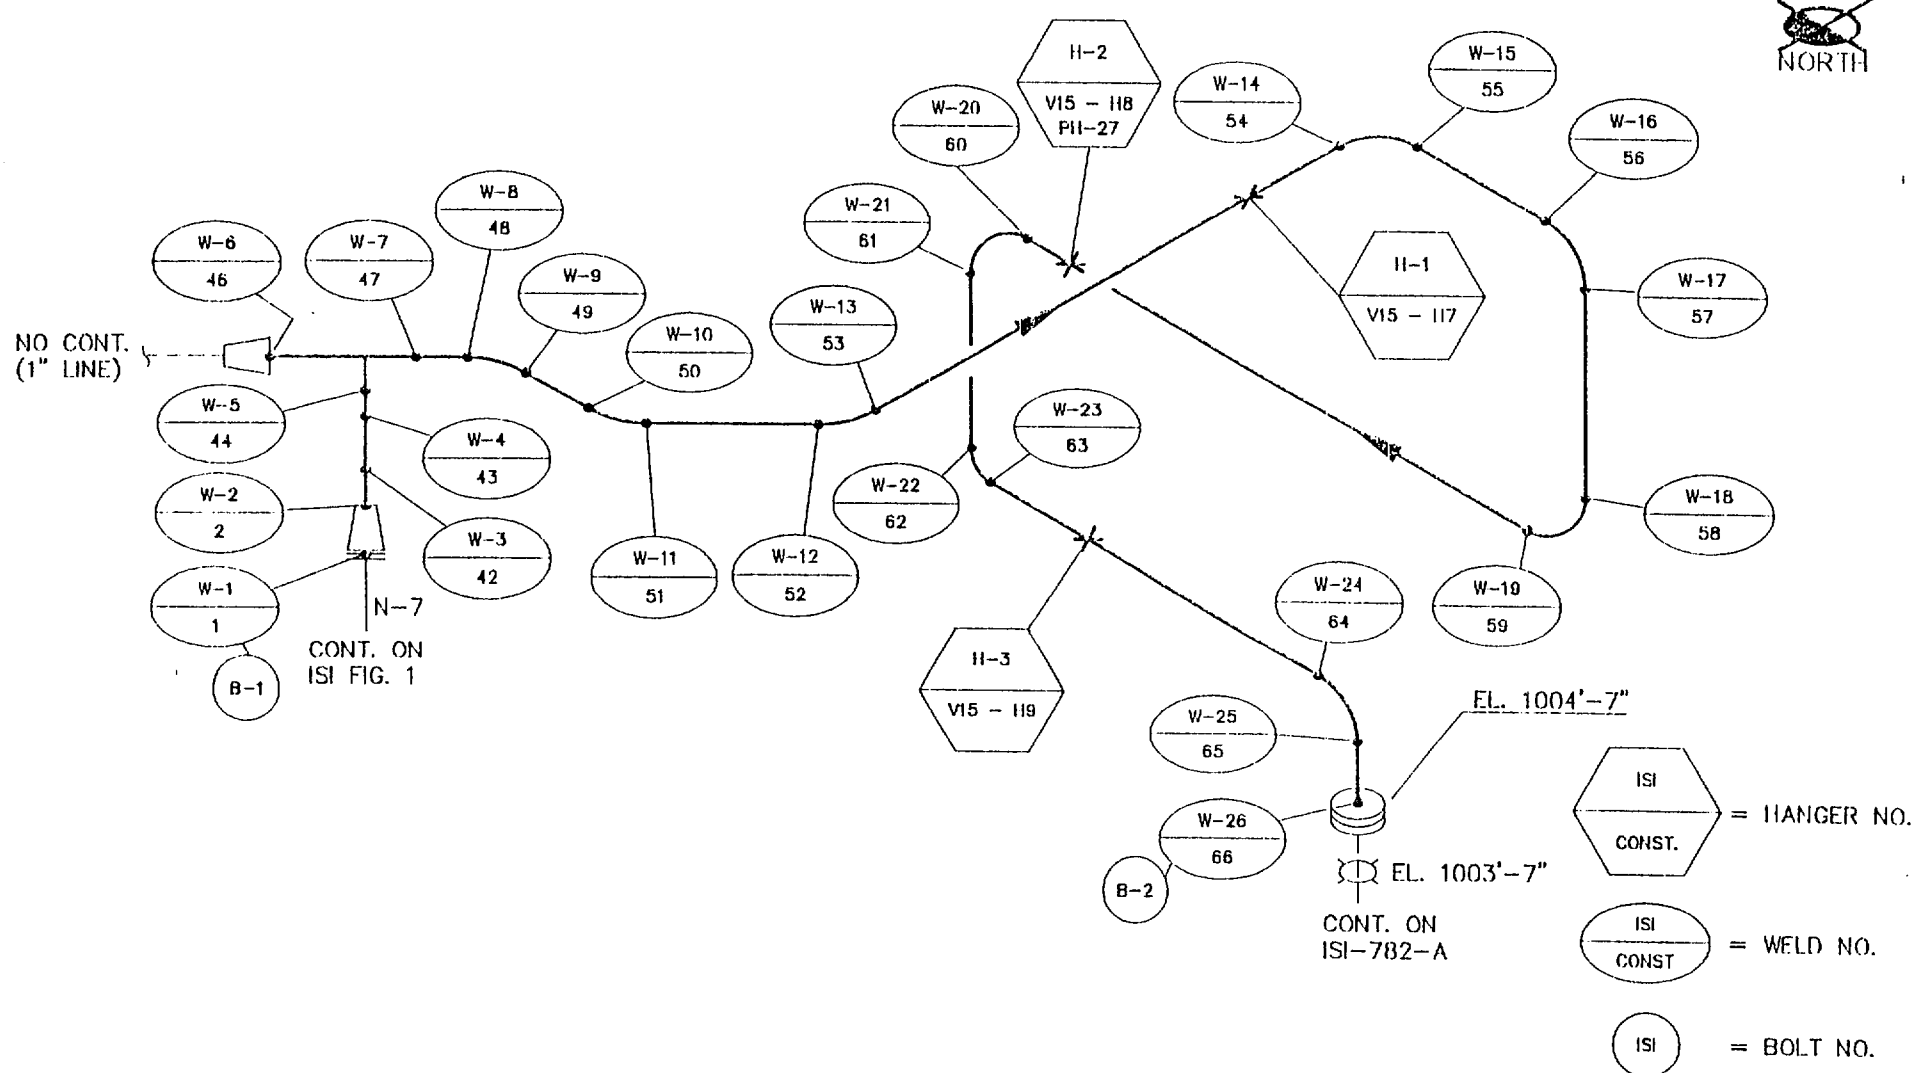 NORTH
H-2
V15 - H8
PH-27
W-15
55
W-14
54
W-20
60
W-16
56
W-8
48
W-21
61
W-6
46
W-7
47
W-9
49
H-1
V15 - H7
W-17
57
W-13
53
W-10
50
NO CONT.
(1" LINE)
W-5
44
W-4
43
W-23
63
W-22
62
W-18
58
W-2
2
W-3
42
W-11
51
W-12
52
W-24
64
W-19
59
W-1
1
N-7
CONT. ON
ISI FIG. 1
B-1
H-3
V15 - H9
EL. 1004'-7"
W-25
65
W-26
66
B-2
EL. 1003'-7"
CONT. ON
ISI-782-A
ISI
CONST.
= HANGER NO.
ISI
CONST
= WELD NO.
ISI
= BOLT NO.